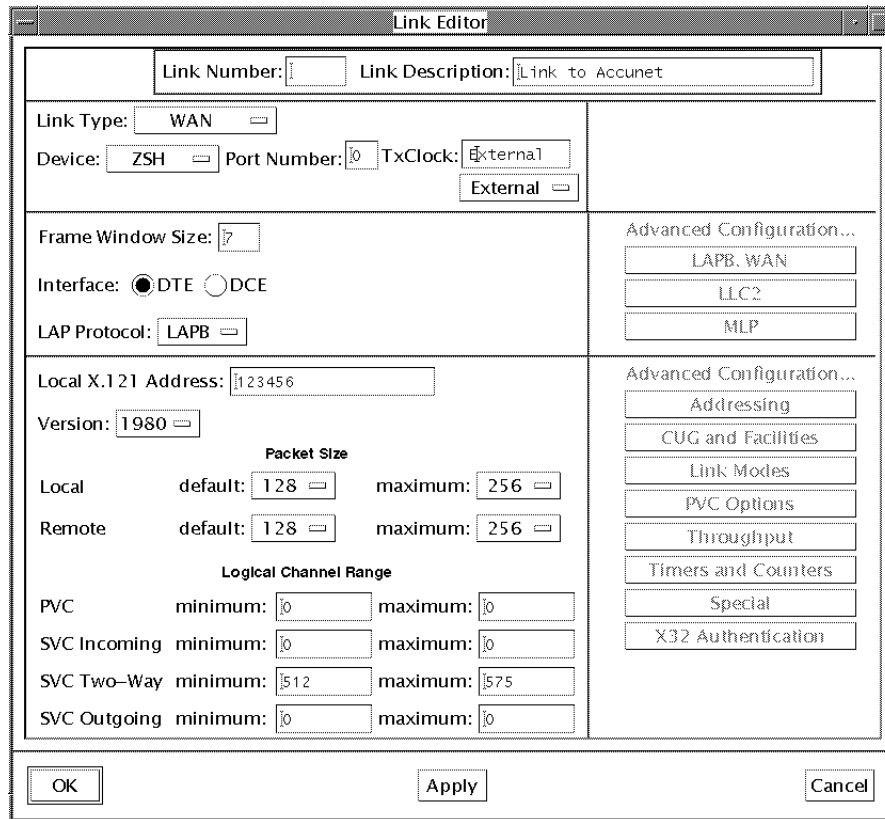 Link Editor
Link Number: Link Description: Link to Accunet
Link Type: WAN
Device: ZSH Port Number: 0 TxClock: External
External
Frame Window Size: 7
Interface: DTE DCE
LAP Protocol: LAPB
Advanced Configuration...
LAPB, WAN
LLC2
MLP
Local X.121 Address: 123456
Version: 1980
Packet Size
Local default: 128 maximum: 256
Remote default: 128 maximum: 256
Logical Channel Range
PVC minimum: 0 maximum: 0
SVC Incoming minimum: 0 maximum: 0
SVC Two-Way minimum: 512 maximum: 575
SVC Outgoing minimum: 0 maximum: 0
Advanced Configuration...
Addressing
CUG and Facilities
Link Modes
PVC Options
Throughput
Timers and Counters
Special
X32 Authentication
OK Apply Cancel